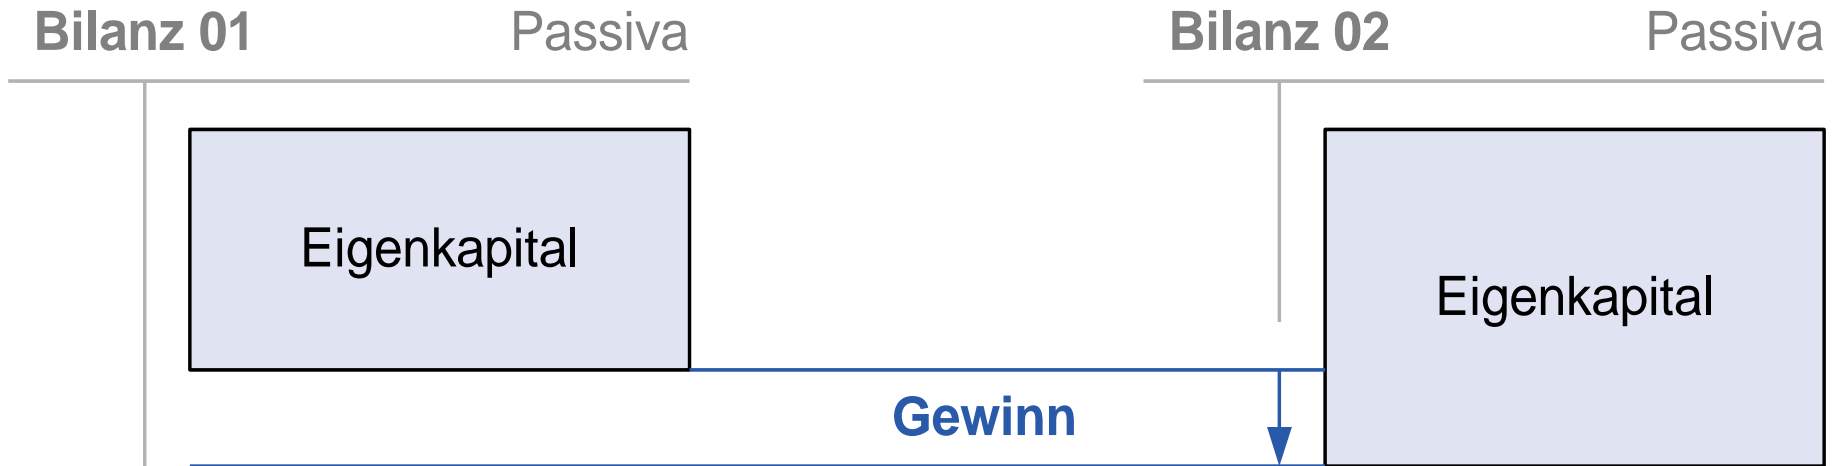 Bilanz 01 Passiva Bilanz 02 Passiva
Eigenkapital
Eigenkapital
Gewinn